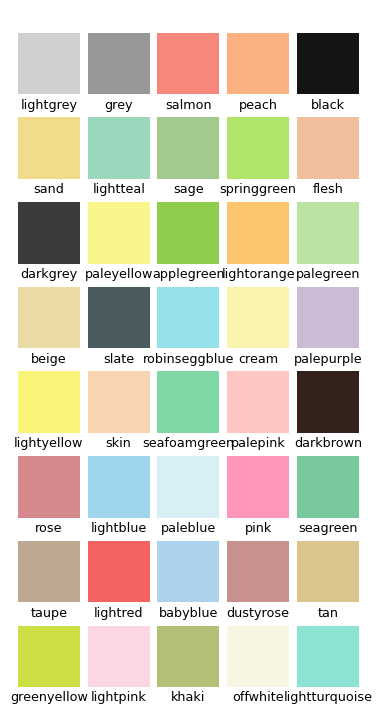 lightgrey grey salmon peach black
sand lightteal sage springgreen flesh
darkgrey paleyellow applegreen lightorange palegreen
beige slate robinseggblue cream palepurple
lightyellow skin seafoamgreen palepink darkbrown
rose lightblue paleblue pink seagreen
taupe lightred babyblue dustyrose tan
greenyellow lightpink khaki offwhite lightturquoise